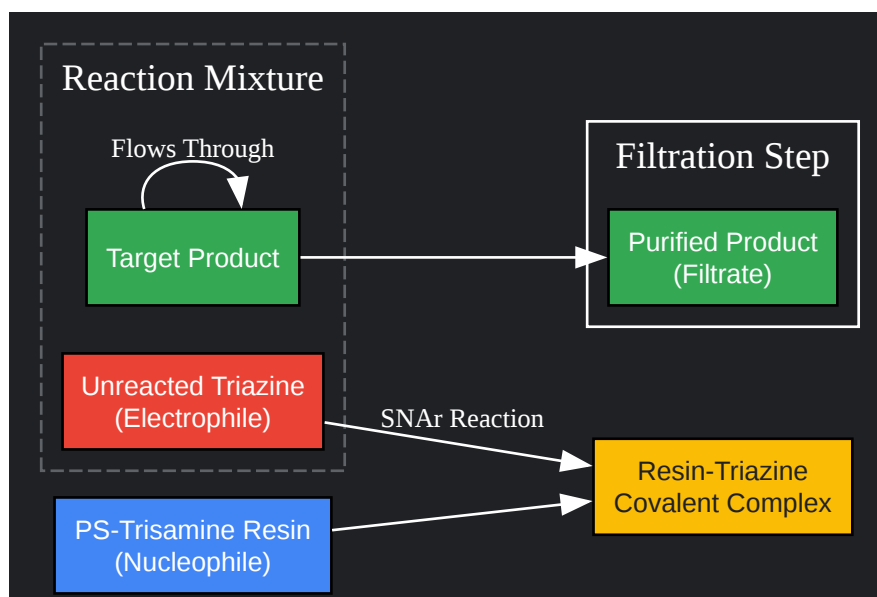 Reaction Mixture
Flows Through
Target Product
Unreacted Triazine
(Electrophile)
PS-Trisamine Resin
(Nucleophile)
SNAr Reaction
Filtration Step
Purified Product
(Filtrate)
Resin-Triazine
Covalent Complex